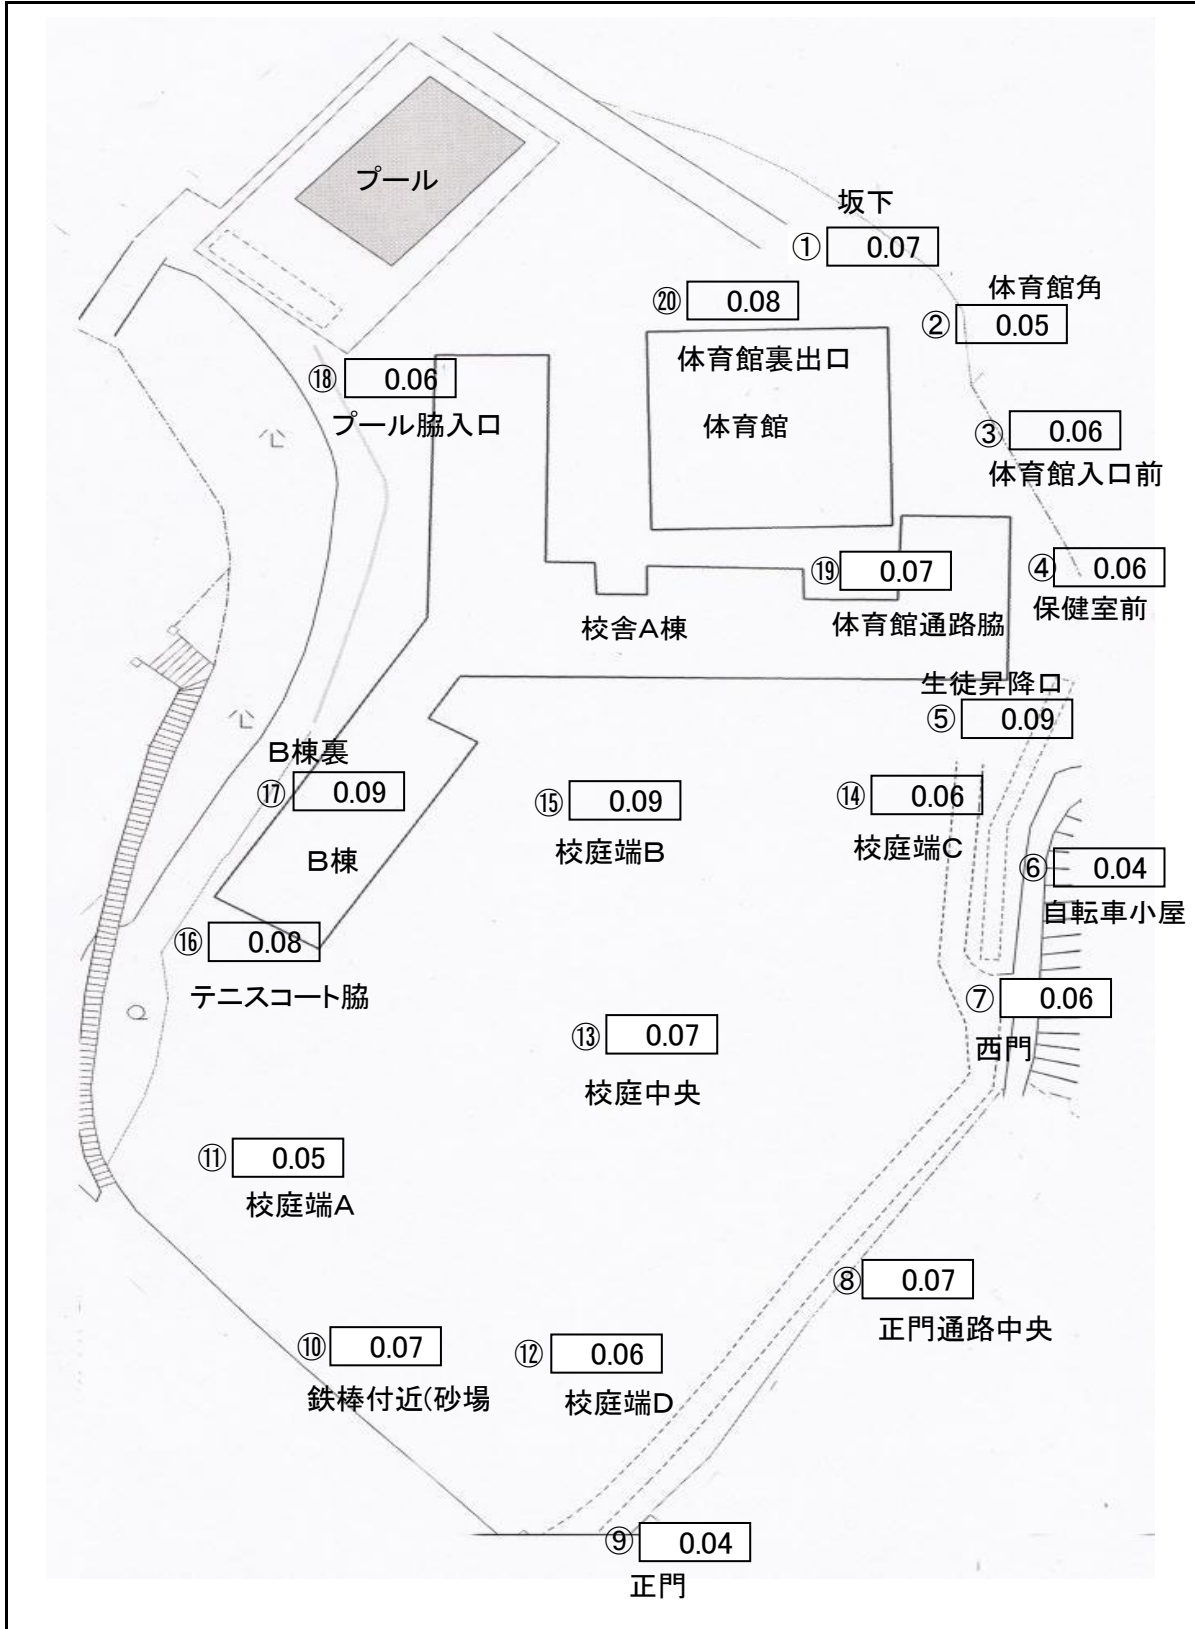 プール
坂下
① 0.07
⑳ 0.08
体育館角
② 0.05
体育館裏出口
⑱ 0.06
プール脇入口
体育館
③ 0.06
体育館入口前
⑲ 0.07
④ 0.06
校舎A棟
体育館通路脇
保健室前
生徒昇降口
⑤ 0.09
B棟裏
⑰ 0.09
⑮ 0.09
⑭ 0.06
校庭端B
校庭端C
B棟
⑥ 0.04
自転車小屋
⑯ 0.08
テニスコート脇
⑦ 0.06
⑬ 0.07
西門
校庭中央
⑪ 0.05
校庭端A
⑧ 0.07
正門通路中央
⑩ 0.07
⑫ 0.06
鉄棒付近(砂場
校庭端D
⑨ 0.04
正門